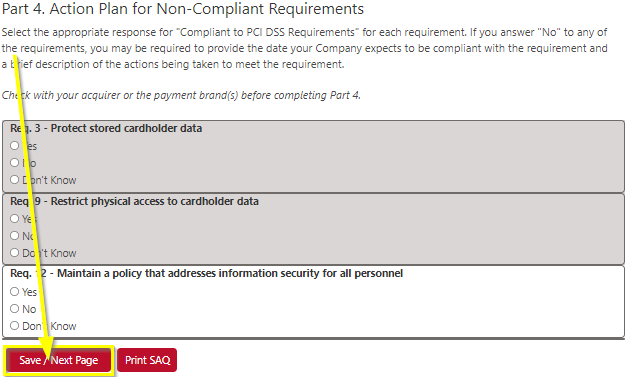 Part 4. Action Plan for Non-Compliant Requirements
Select the appropriate response for "Compliant to PCI DSS Requirements" for each requirement. If you answer "No" to any of
the requirements, you may be required to provide the date your Company expects to be compliant with the requirement and
a brief description of the actions being taken to meet the requirement.
Check with your acquirer or the payment brand(s) before completing Part 4.
Req. 3 - Protect stored cardholder data
Yes
No
Don't Know
Req. 9 - Restrict physical access to cardholder data
Yes
No
Don't Know
Req. 12 - Maintain a policy that addresses information security for all personnel
Yes
No
Don't Know
Save / Next Page Print SAQ